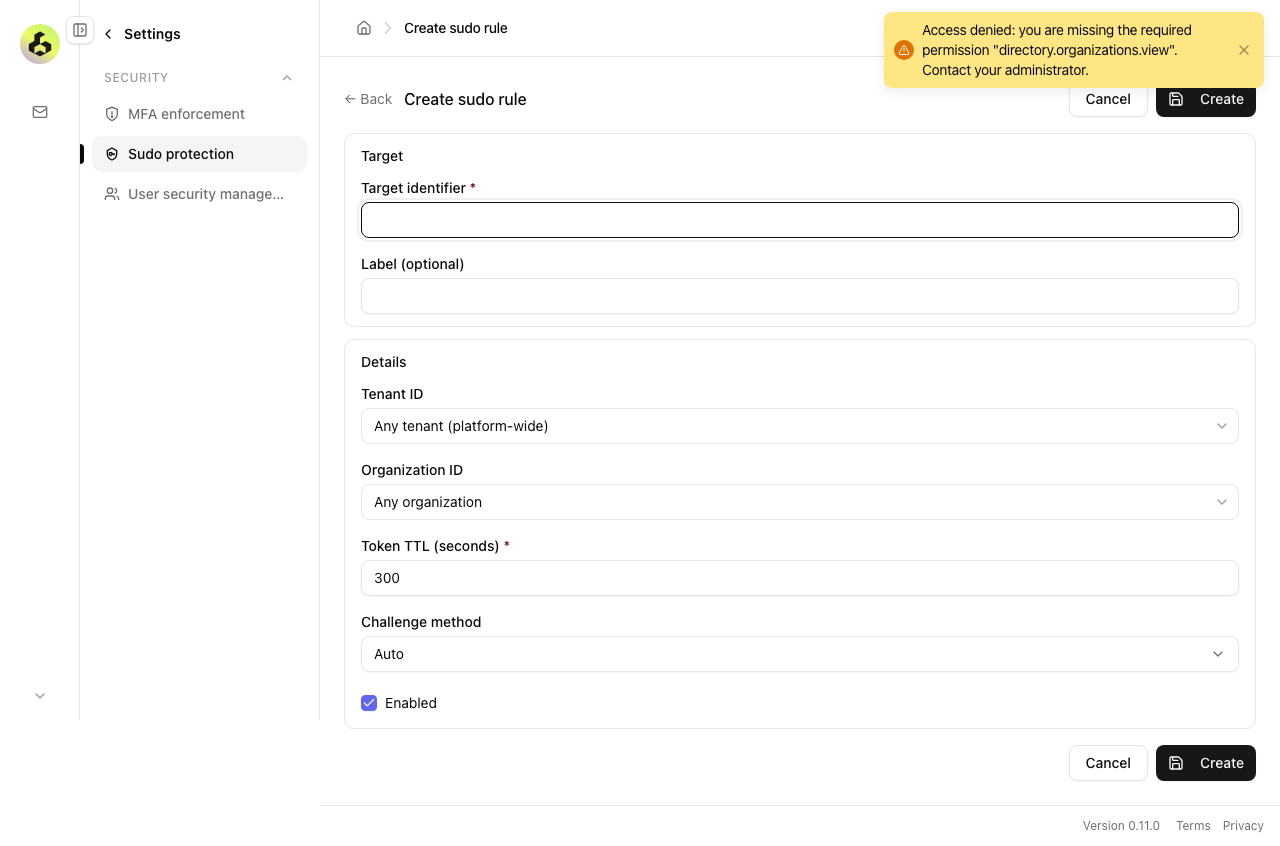 Settings
SECURITY
MFA enforcement
Sudo protection
User security manage...
Create sudo rule
Access denied: you are missing the required
permission "directory.organizations.view".
Contact your administrator.
Back
Create sudo rule
Cancel
Create
Target
Target identifier *
Label (optional)
Details
Tenant ID
Any tenant (platform-wide)
Organization ID
Any organization
Token TTL (seconds) *
300
Challenge method
Auto
Enabled
Cancel
Create
Version 0.11.0
Terms
Privacy